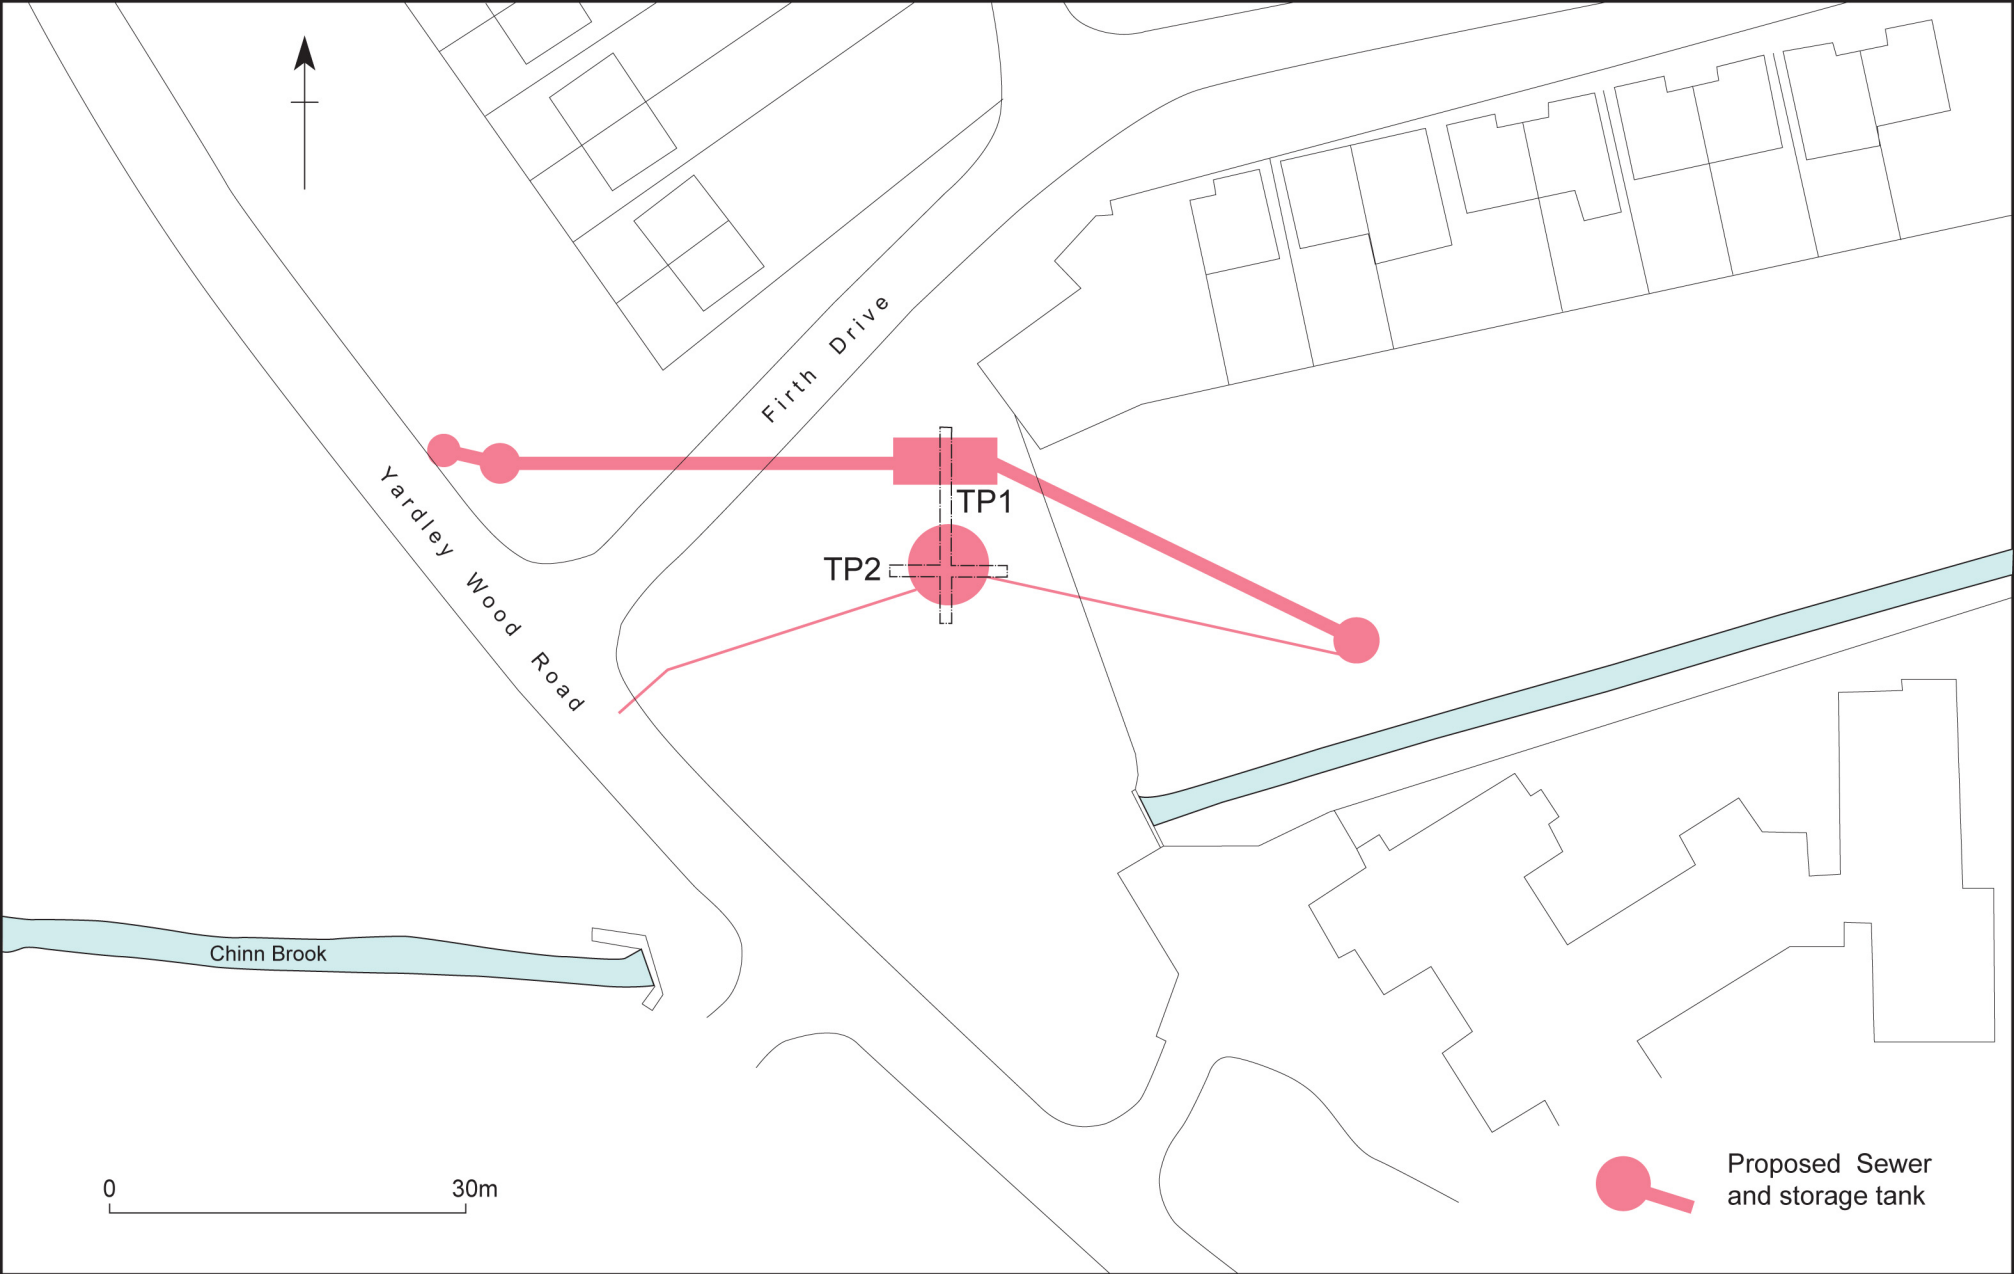 Firth Drive
Yardley Wood Road
TP1
TP2
Chinn Brook
0 30m
Proposed Sewer
and storage tank